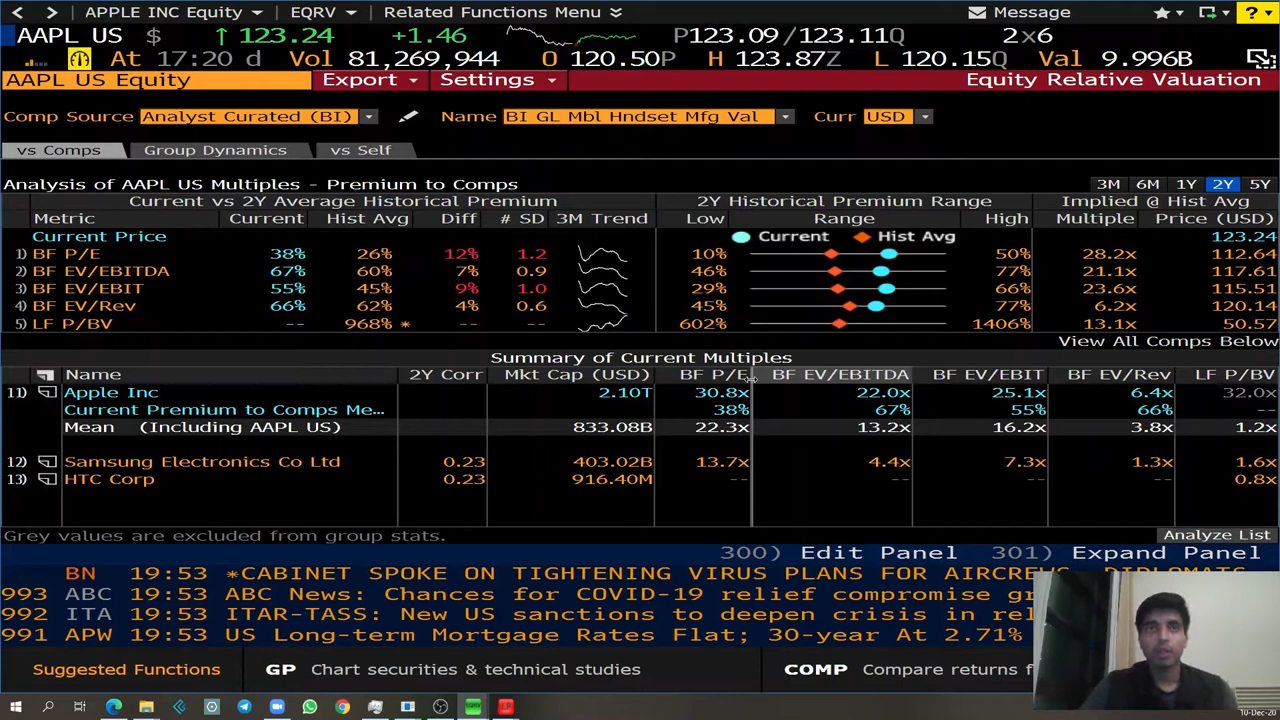 APPLE INC Equity EQRV Related Functions Menu Message ?
AAPL US $ ↑ 123.24 +1.46 P123.09/123.11Q 2x6
At 17:20 d Vol 81,269,944 O 120.50P H 123.87Z L 120.15Q Val 9.996B
AAPL US Equity Export Settings Equity Relative Valuation
Comp Source Analyst Curated (BI) Name BI GL Mbl Hndset Mfg Val Curr USD
vs Comps Group Dynamics vs Self
Analysis of AAPL US Multiples - Premium to Comps 3M 6M 1Y 2Y 5Y
Current vs 2Y Average Historical Premium 2Y Historical Premium Range Implied @ Hist Avg
Metric Current Hist Avg Diff # SD 3M Trend Low Range High Multiple Price (USD)
Current Price Current Hist Avg 123.24
1) BF P/E 38% 26% 12% 1.2 10% 50% 28.2x 112.64
2) BF EV/EBITDA 67% 60% 7% 0.9 46% 77% 21.1x 117.61
3) BF EV/EBIT 55% 45% 9% 1.0 29% 66% 23.6x 115.51
4) BF EV/Rev 66% 62% 4% 0.6 45% 77% 6.2x 120.14
5) LF P/BV -- 968% * -- -- 602% 1406% 13.1x 50.57
View All Comps Below
Summary of Current Multiples
Name 2Y Corr Mkt Cap (USD) BF P/E BF EV/EBITDA BF EV/EBIT BF EV/Rev LF P/BV
11) Apple Inc 2.10T 30.8x 22.0x 25.1x 6.4x 32.0x
Current Premium to Comps Me... 38% 67% 55% 66% --
Mean (Including AAPL US) 833.08B 22.3x 13.2x 16.2x 3.8x 1.2x
12) Samsung Electronics Co Ltd 0.23 403.02B 13.7x 4.4x 7.3x 1.3x 1.6x
13) HTC Corp 0.23 916.40M -- -- -- -- 0.8x
Grey values are excluded from group stats. Analyze List
300) Edit Panel 301) Expand Panel
BN 19:53 *CABINET SPOKE ON TIGHTENING VIRUS PLANS FOR AIRCREWS, DIPLOMATS
993 ABC 19:53 ABC News: Chances for COVID-19 relief compromise
992 ITA 19:53 ITAR-TASS: New US sanctions to deepen crisis in
991 APW 19:53 US Long-term Mortgage Rates Flat; 30-year At 2.71%
Suggested Functions GP Chart securities & technical studies COMP Compare returns
10-Dec-20